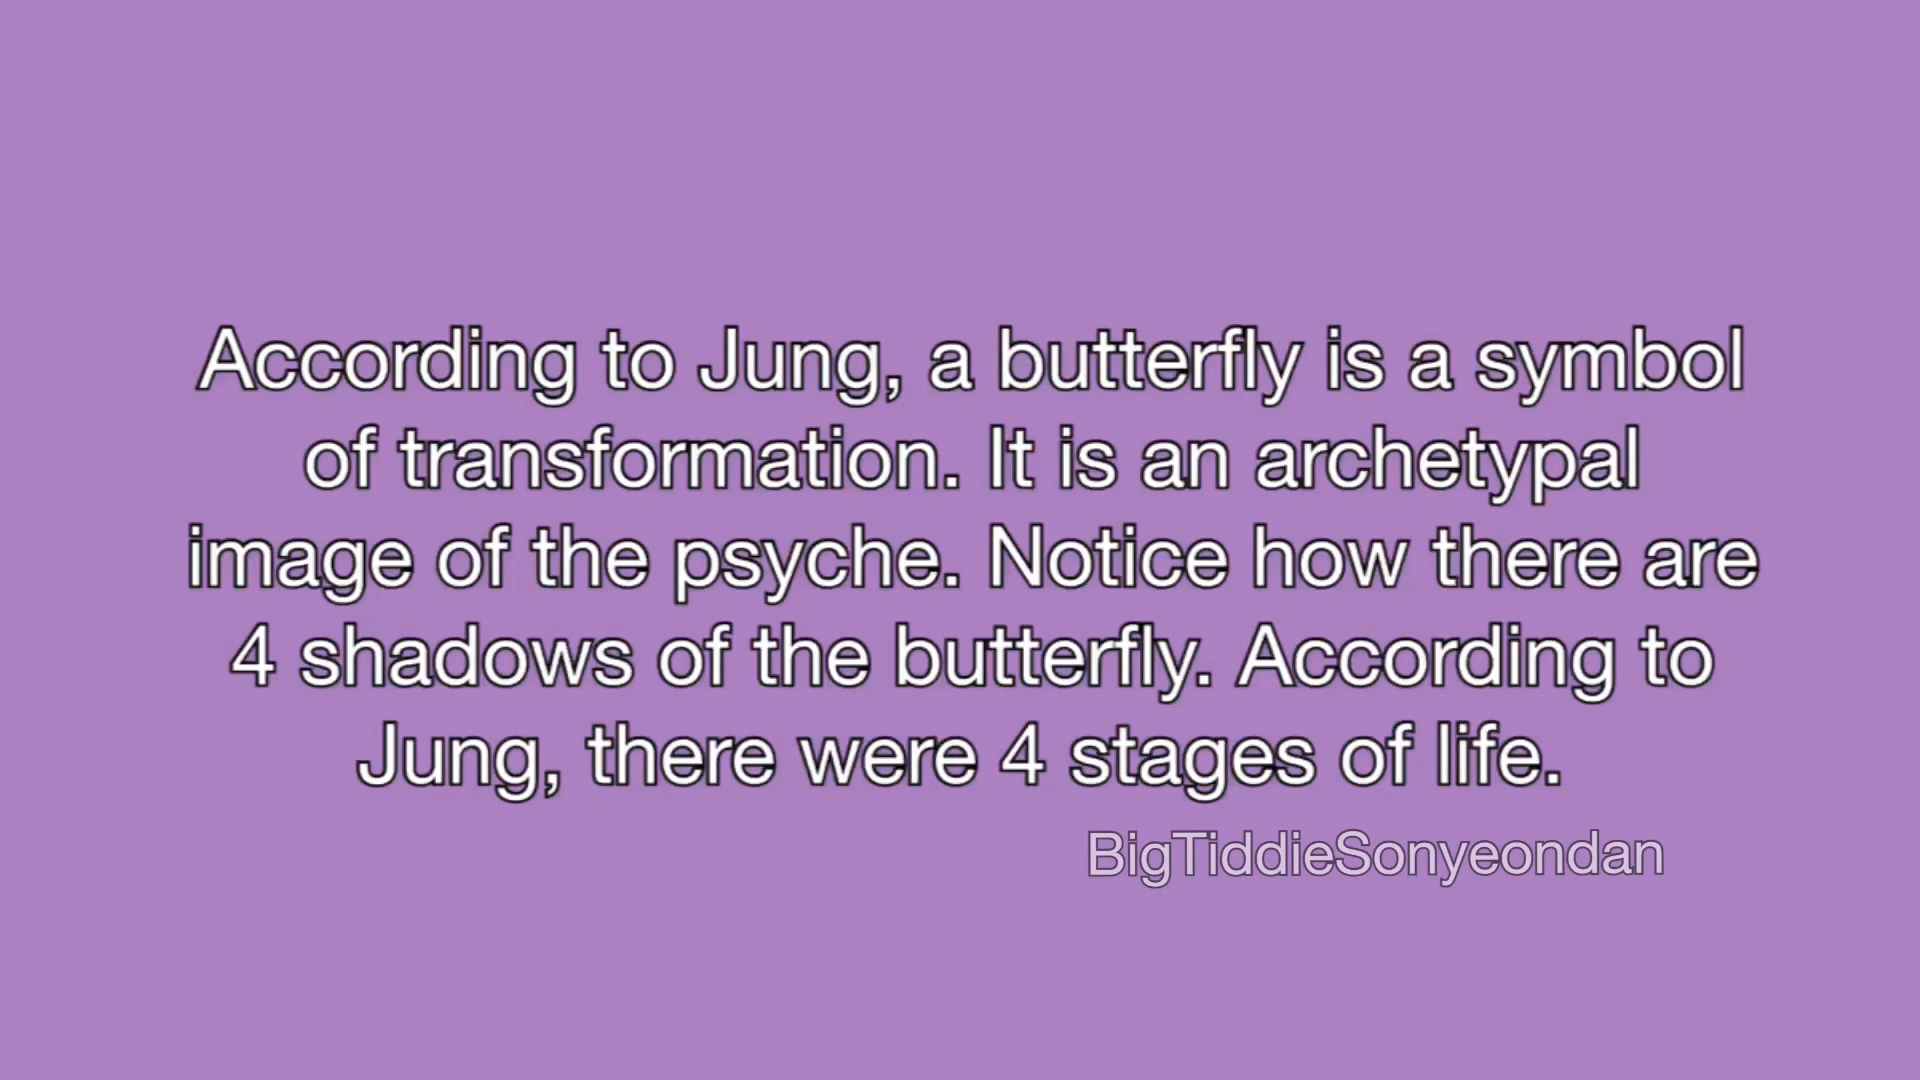 According to Jung, a butterfly is a symbol
of transformation. It is an archetypal
image of the psyche. Notice how there are
4 shadows of the butterfly. According to
Jung, there were 4 stages of life.
BigTiddieSonyeondan